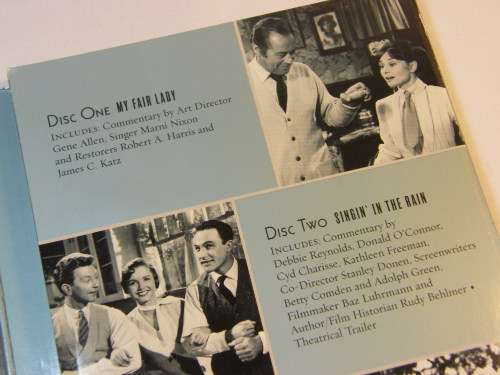 DISC ONE MY FAIR LADY
INCLUDES: Commentary by Art Director
Gene Allen, Singer Marni Nixon
and Restorers Robert A. Harris and
James C. Katz
DISC TWO SINGIN' IN THE RAIN
INCLUDES: Commentary by
Debbie Reynolds, Donald O'Connor,
Cyd Charisse, Kathleen Freeman,
Co-Director Stanley Donen, Screenwriters
Betty Comden and Adolph Green,
Filmmaker Baz Luhrmann and
Author/Film Historian Rudy Behlmer •
Theatrical Trailer